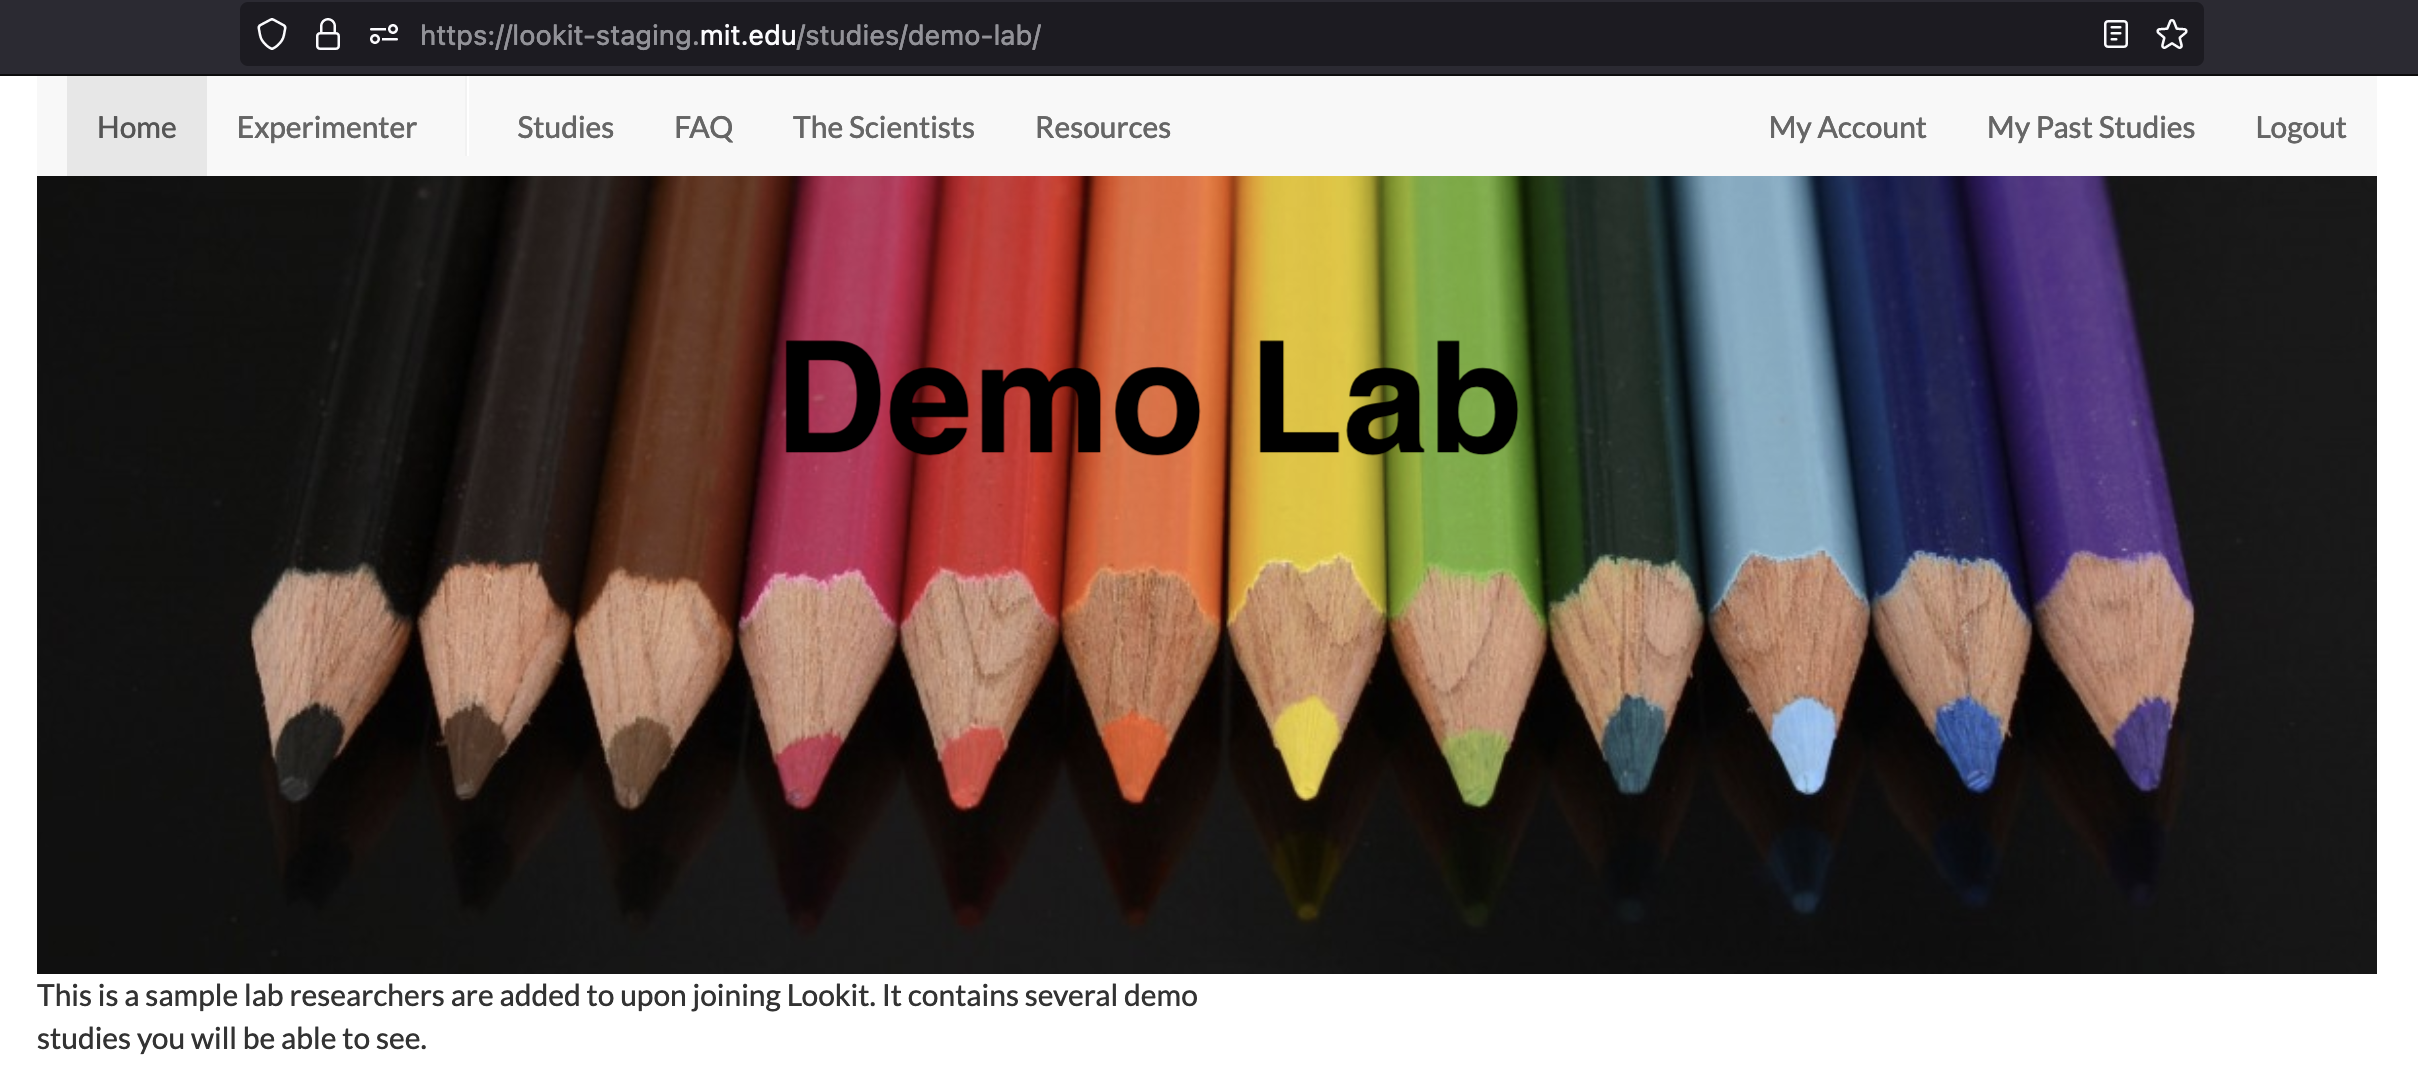 https://lookit-staging.mit.edu/studies/demo-lab/
Home Experimenter Studies FAQ The Scientists Resources My Account My Past Studies Logout
Demo Lab
This is a sample lab researchers are added to upon joining Lookit. It contains several demo
studies you will be able to see.